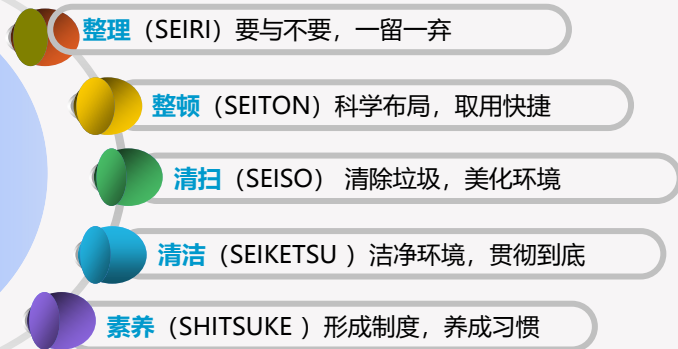 整理（SEIRI）要与不要，一留一弃
整顿（SEITON）科学布局，取用快捷
清扫（SEISO） 清除垃圾，美化环境
清洁（SEIKETSU ）洁净环境，贯彻到底
素养（SHITSUKE ）形成制度，养成习惯